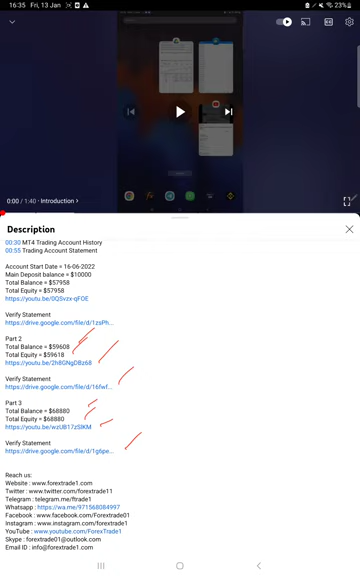 16:35 Fri, 13 Jan
23%
0:00 / 1:40 · Introduction >
Description
00:30 MT4 Trading Account History
00:55 Trading Account Statement
Account Start Date = 16-06-2022
Main Deposit balance = $10000
Total Balance = $57958
Total Equity = $57958
https://youtu.be/0QSvzx-qFOE
Verify Statement
https://drive.google.com/file/d/1zsPh...
Part 2
Total Balance = $59608
Total Equity = $59618
https://youtu.be/2h8GNgDBz68
Verify Statement
https://drive.google.com/file/d/16fwf...
Part 3
Total Balance = $68880
Total Equity = $68880
https://youtu.be/wzUB17zSlKM
Verify Statement
https://drive.google.com/file/d/1g6pe...
Reach us:
Website : www.forextrade1.com
Twitter : www.twitter.com/forextrade11
Telegram : telegram.me/ftrade1
Whatsapp : https://wa.me/971568084997
Facebook : www.facebook.com/Forextrade01
Instagram : www.instagram.com/forextrade1
YouTube : www.youtube.com/ForexTrade1
Skype : forextrade01@outlook.com
Email ID : info@forextrade1.com